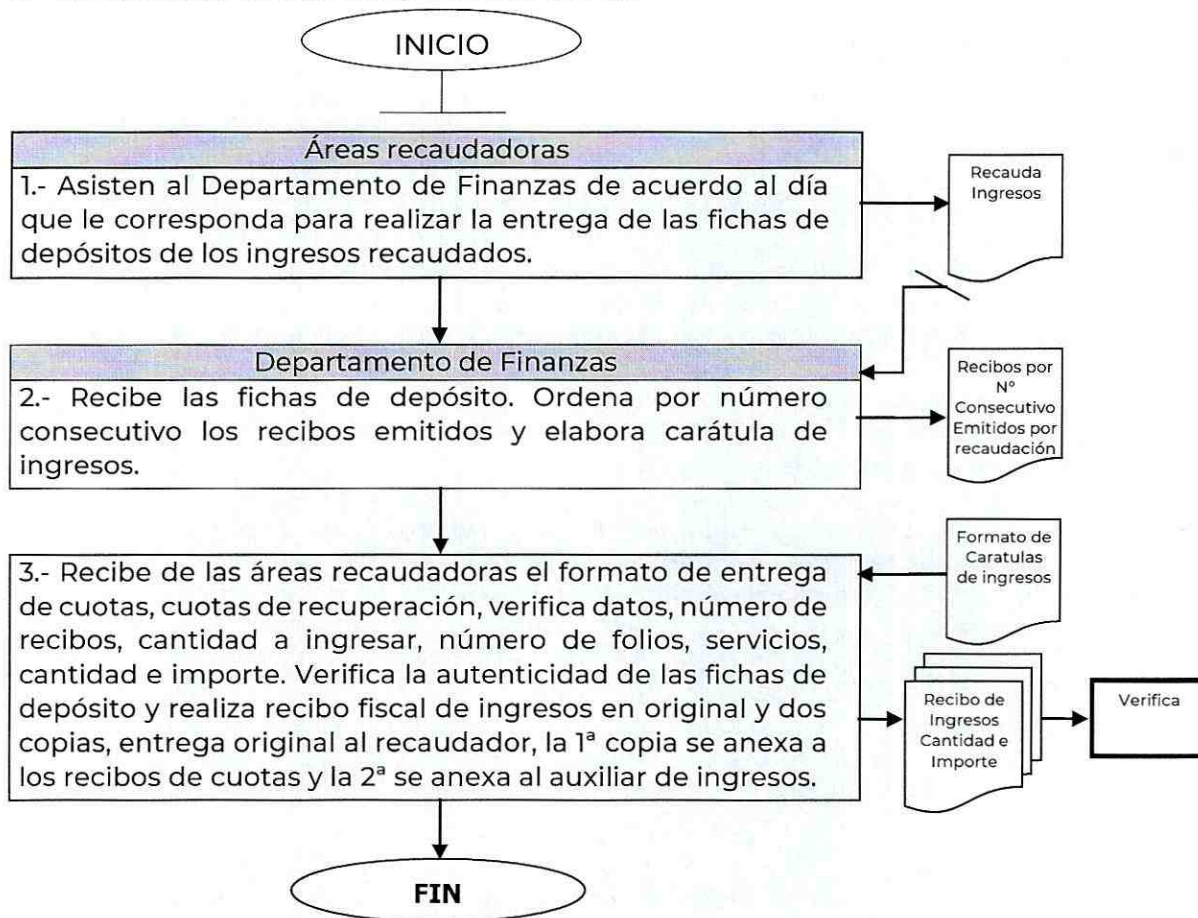 INICIO
Áreas recaudadoras
1.- Asisten al Departamento de Finanzas de acuerdo al día
que le corresponda para realizar la entrega de las fichas de
depósitos de los ingresos recaudados.
Recauda
Ingresos
Departamento de Finanzas
2.- Recibe las fichas de depósito. Ordena por número
consecutivo los recibos emitidos y elabora carátula de
ingresos.
Recibos por
N°
Consecutivo
Emitidos por
recaudación
Formato de
Caratulas
de ingresos
3.- Recibe de las áreas recaudadoras el formato de entrega
de cuotas, cuotas de recuperación, verifica datos, número de
recibos, cantidad a ingresar, número de folios, servicios,
cantidad e importe. Verifica la autenticidad de las fichas de
depósito y realiza recibo fiscal de ingresos en original y dos
copias, entrega original al recaudador, la 1ª copia se anexa a
los recibos de cuotas y la 2ª se anexa al auxiliar de ingresos.
Recibo de
Ingresos
Cantidad e
Importe
Verifica
FIN